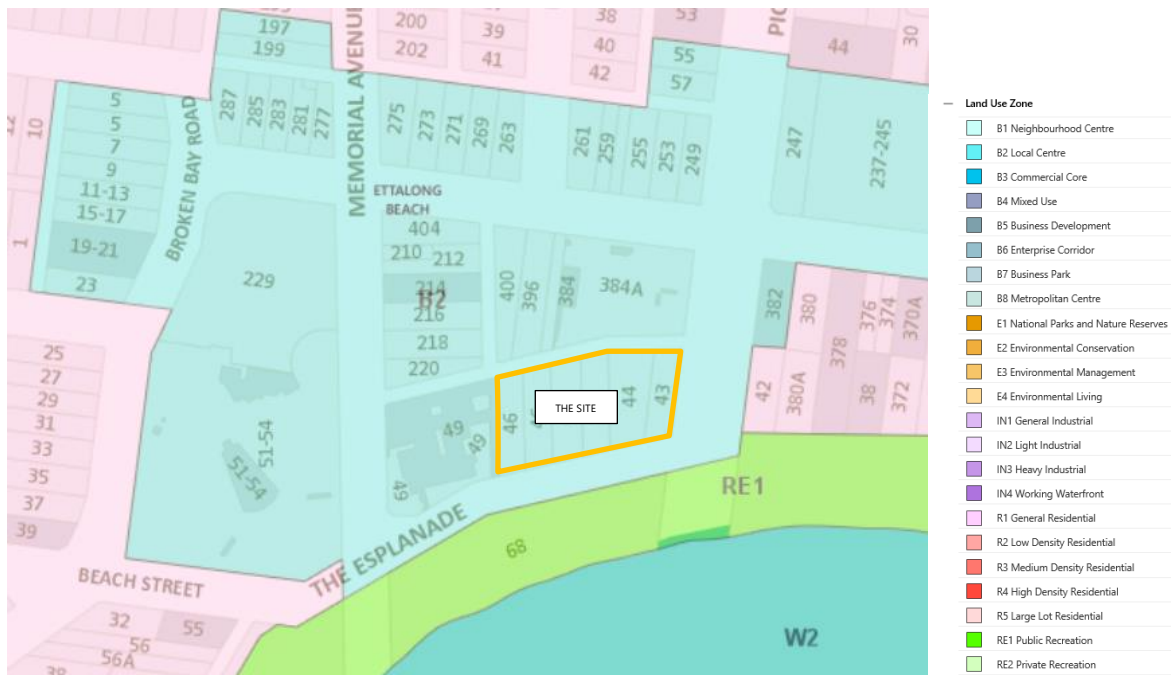 197
199
200
202
39
41
38
40
42
53
55
57
PIC
44
30
MEMORIAL AVENU
12
10
5
5
7
9
11-13
15-17
19-21
23
1
BROKEN BAY ROAD
287
285
283
281
277
275
273
271
269
263
261
259
255
253
249
247
237-245
ETTALONG
BEACH
404
210
212
214
B2
216
218
220
400
396
384
384A
382
380
378
376
374
370A
229
25
27
29
31
33
35
37
39
51-54
51-54
49
49
49
46
THE SITE
44
43
42
380A
38
372
RE1
THE ESPLANADE
68
BEACH STREET
32
55
56
56A
38
W2
Land Use Zone
B1 Neighbourhood Centre
B2 Local Centre
B3 Commercial Core
B4 Mixed Use
B5 Business Development
B6 Enterprise Corridor
B7 Business Park
B8 Metropolitan Centre
E1 National Parks and Nature Reserves
E2 Environmental Conservation
E3 Environmental Management
E4 Environmental Living
IN1 General Industrial
IN2 Light Industrial
IN3 Heavy Industrial
IN4 Working Waterfront
R1 General Residential
R2 Low Density Residential
R3 Medium Density Residential
R4 High Density Residential
R5 Large Lot Residential
RE1 Public Recreation
RE2 Private Recreation